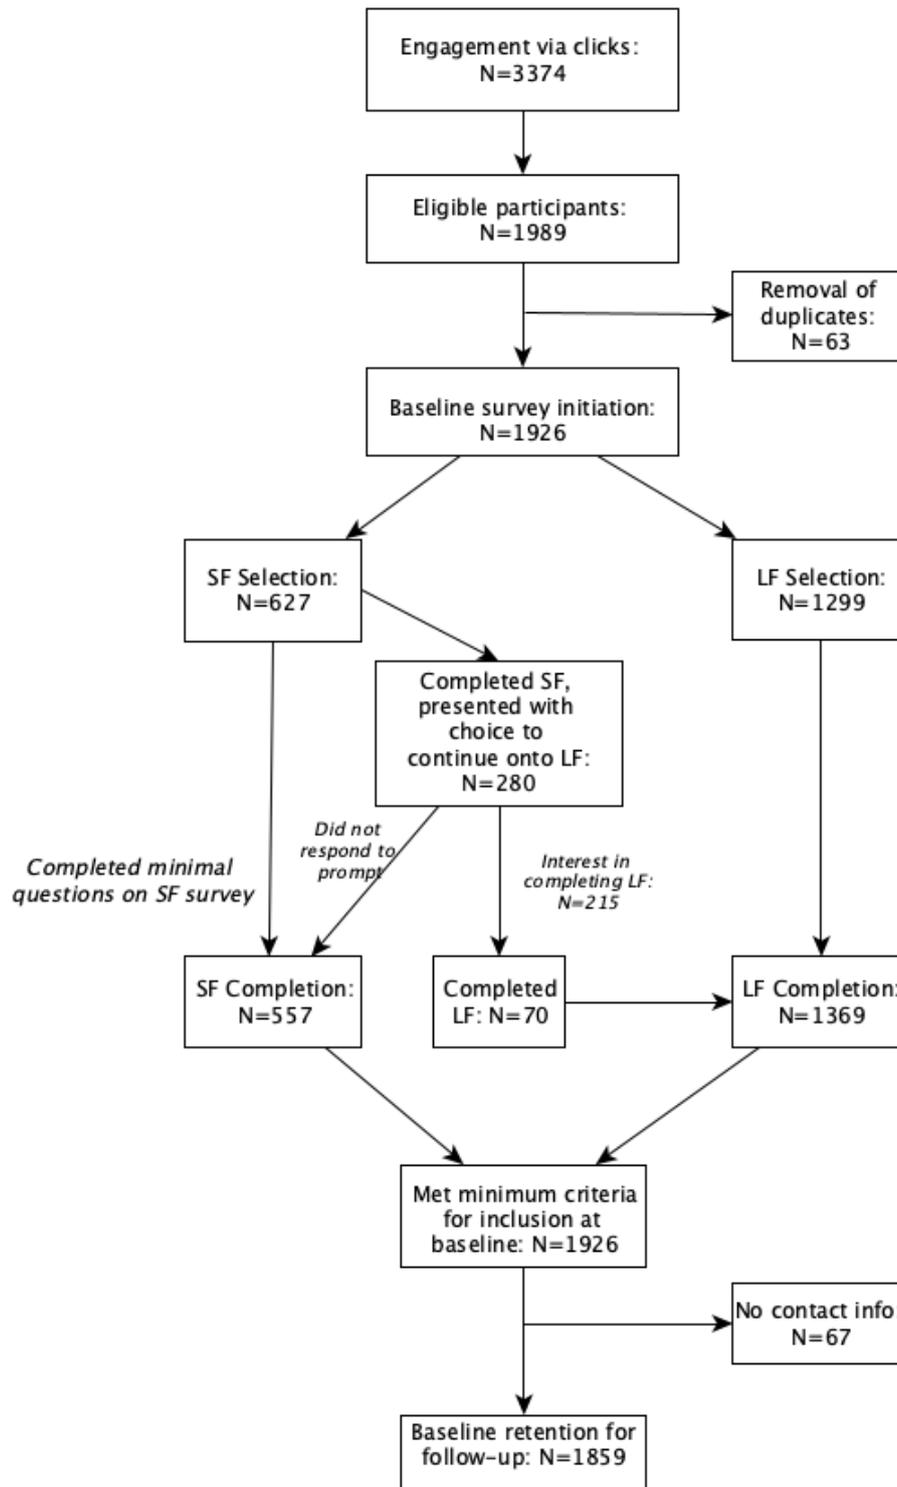 Engagement via clicks:
N=3374
Eligible participants:
N=1989
Removal of
duplicates:
N=63
Baseline survey initiation:
N=1926
SF Selection:
N=627
LF Selection:
N=1299
Completed SF,
presented with
choice to
continue onto LF:
N=280
Did not
respond to
prompt
Interest in
completing LF:
N=215
Completed minimal
questions on SF survey
SF Completion:
N=557
Completed
LF: N=70
LF Completion:
N=1369
Met minimum criteria
for inclusion at
baseline: N=1926
No contact info:
N=67
Baseline retention for
follow-up: N=1859